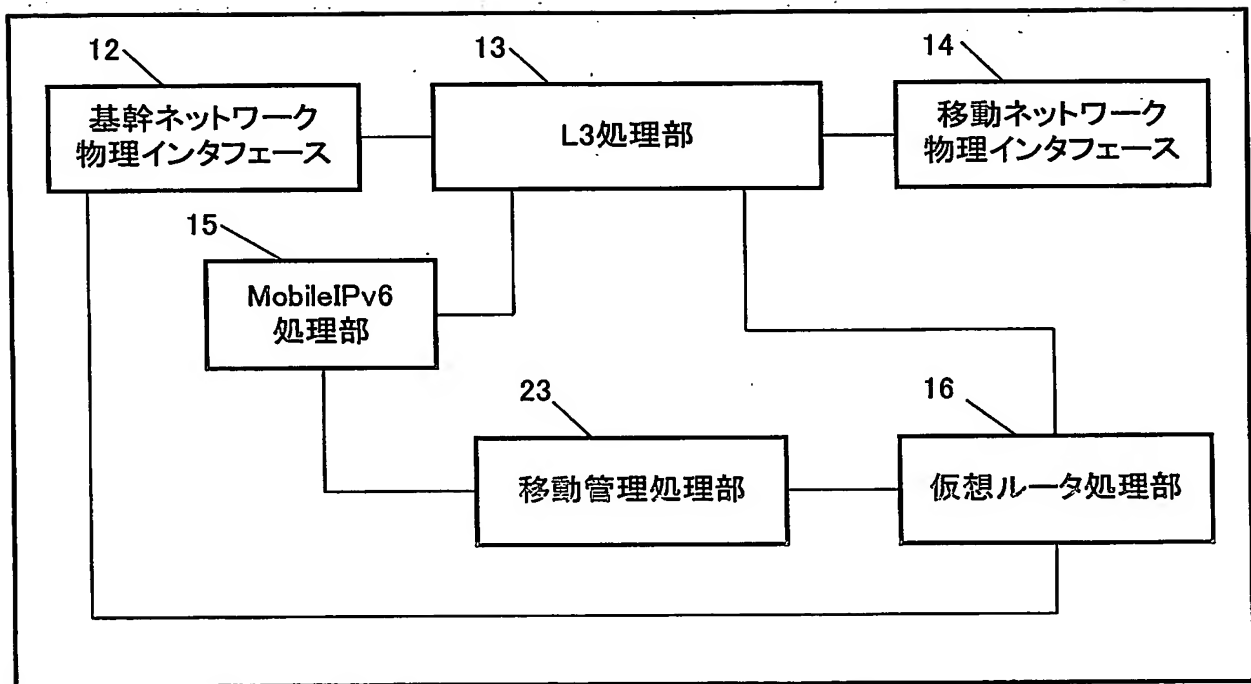 12
13
14
基幹ネットワーク
物理インタフェース
L3処理部
移動ネットワーク
物理インタフェース
15
MobileIPv6
処理部
23
16
移動管理処理部
仮想ルータ処理部